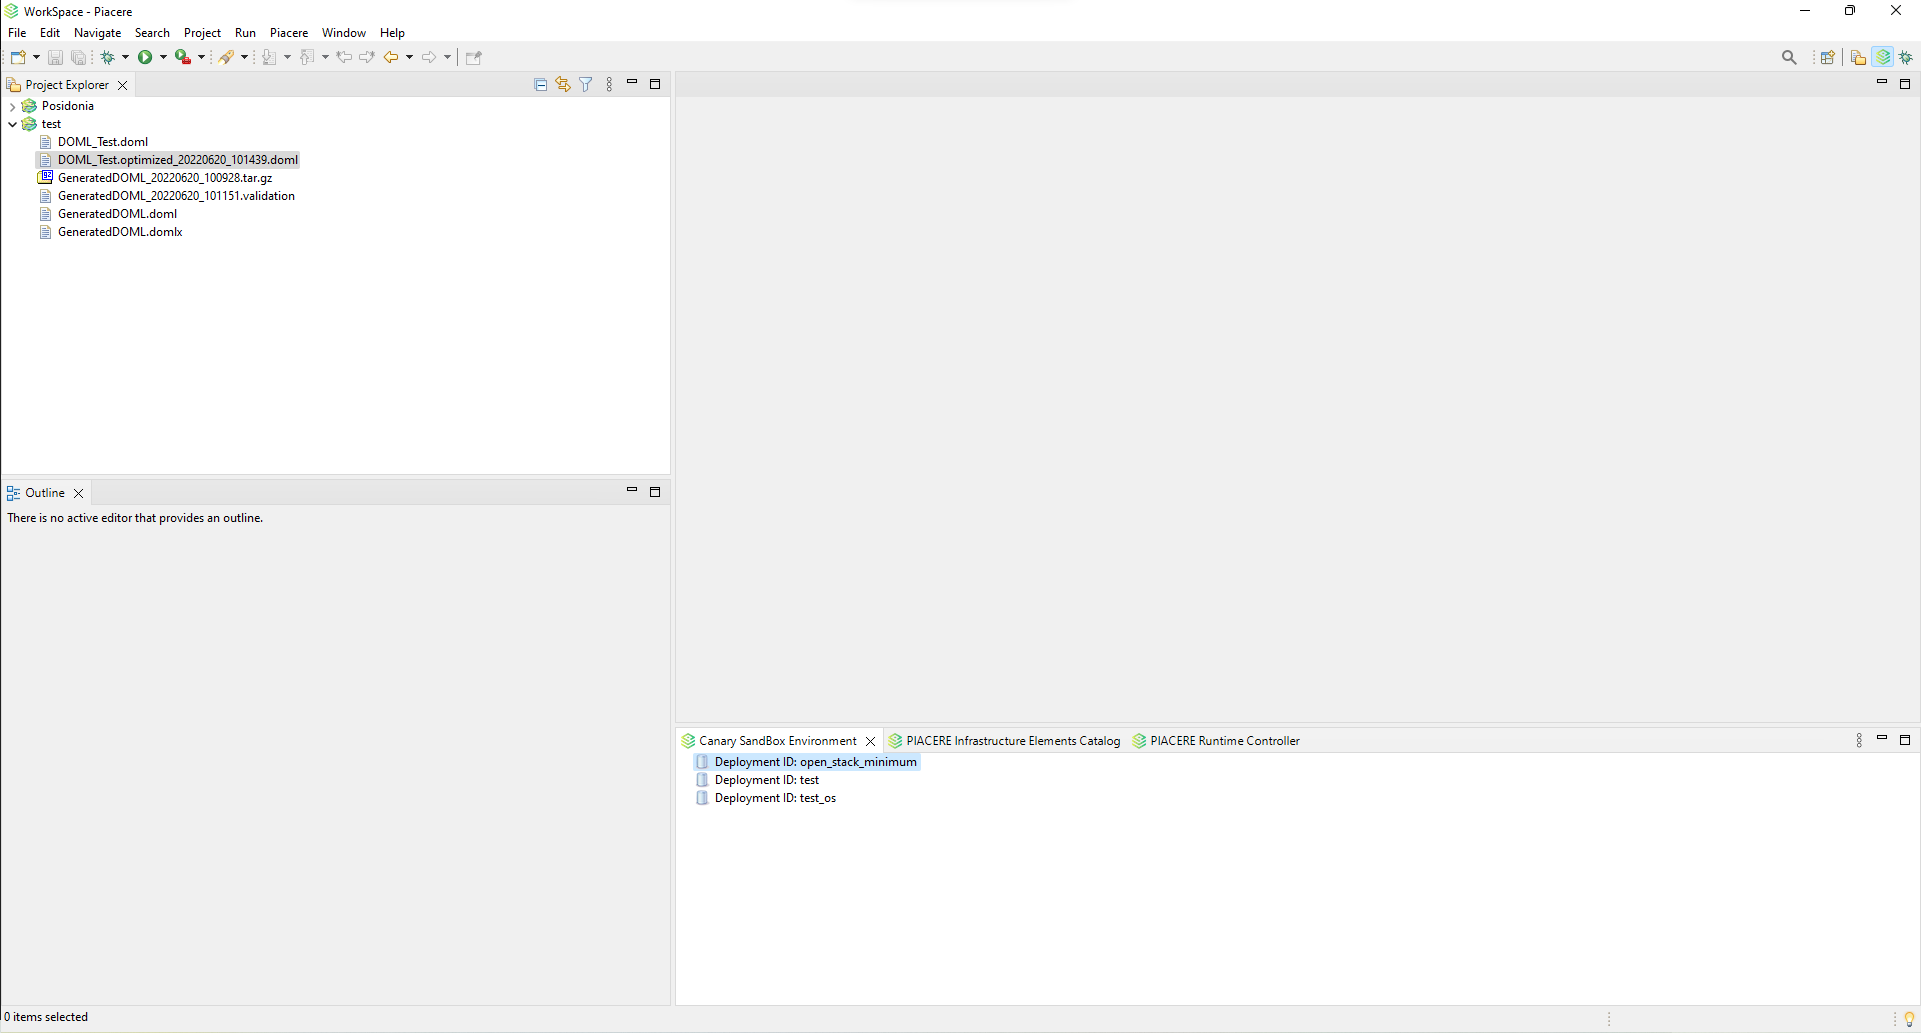 WorkSpace - Piacere
File Edit Navigate Search Project Run Piacere Window Help
Project Explorer
Posidonia
test
DOML_Test.doml
DOML_Test.optimized_20220620_101439.doml
GeneratedDOML_20220620_100928.tar.gz
GeneratedDOML_20220620_101151.validation
GeneratedDOML.doml
GeneratedDOML.domlx
Outline
There is no active editor that provides an outline.
Canary SandBox Environment PIACERE Infrastructure Elements Catalog PIACERE Runtime Controller
Deployment ID: open_stack_minimum
Deployment ID: test
Deployment ID: test_os
0 items selected